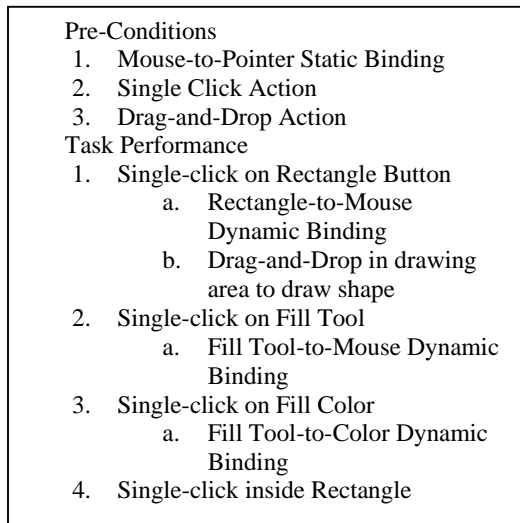 Pre-Conditions
1. Mouse-to-Pointer Static Binding
2. Single Click Action
3. Drag-and-Drop Action
Task Performance
1. Single-click on Rectangle Button
a. Rectangle-to-Mouse
Dynamic Binding
b. Drag-and-Drop in drawing
area to draw shape
2. Single-click on Fill Tool
a. Fill Tool-to-Mouse Dynamic
Binding
3. Single-click on Fill Color
a. Fill Tool-to-Color Dynamic
Binding
4. Single-click inside Rectangle